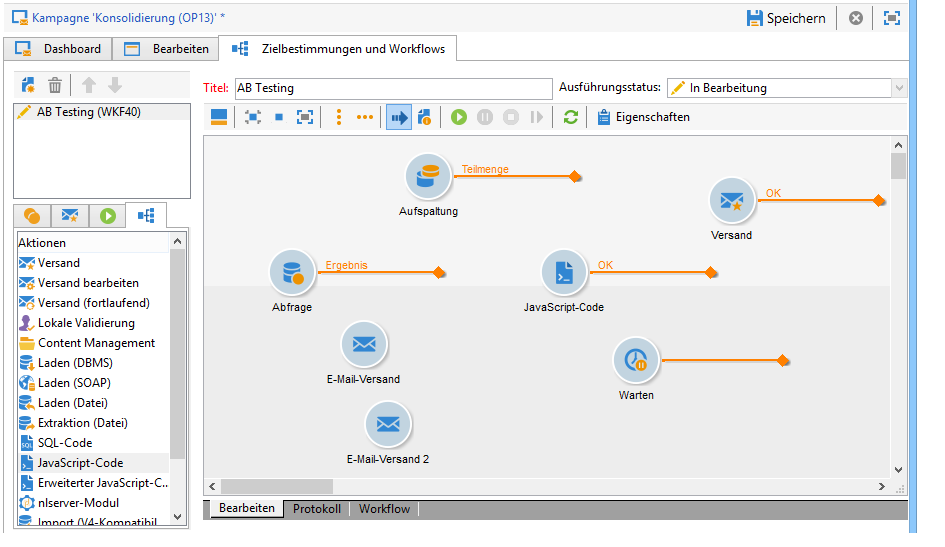 Kampagne 'Konsolidierung (OP13)' *
Speichern
Dashboard
Bearbeiten
Zielbestimmungen und Workflows
Titel:
AB Testing
Ausführungsstatus:
In Bearbeitung
AB Testing (WKF40)
Eigenschaften
Aktionen
Versand
Versand bearbeiten
Versand (fortlaufend)
Lokale Validierung
Content Management
Laden (DBMS)
Laden (SOAP)
Laden (Datei)
Extraktion (Datei)
SQL
SQL-Code
JavaScript-Code
Erweiterter JavaScript-C..
nlserver-Modul
Import (V4-Kompatibil
Teilmenge
Aufspaltung
OK
Versand
Ergebnis
Abfrage
OK
JavaScript-Code
E-Mail-Versand
Warten
E-Mail-Versand 2
Bearbeiten
Protokoll
Workflow